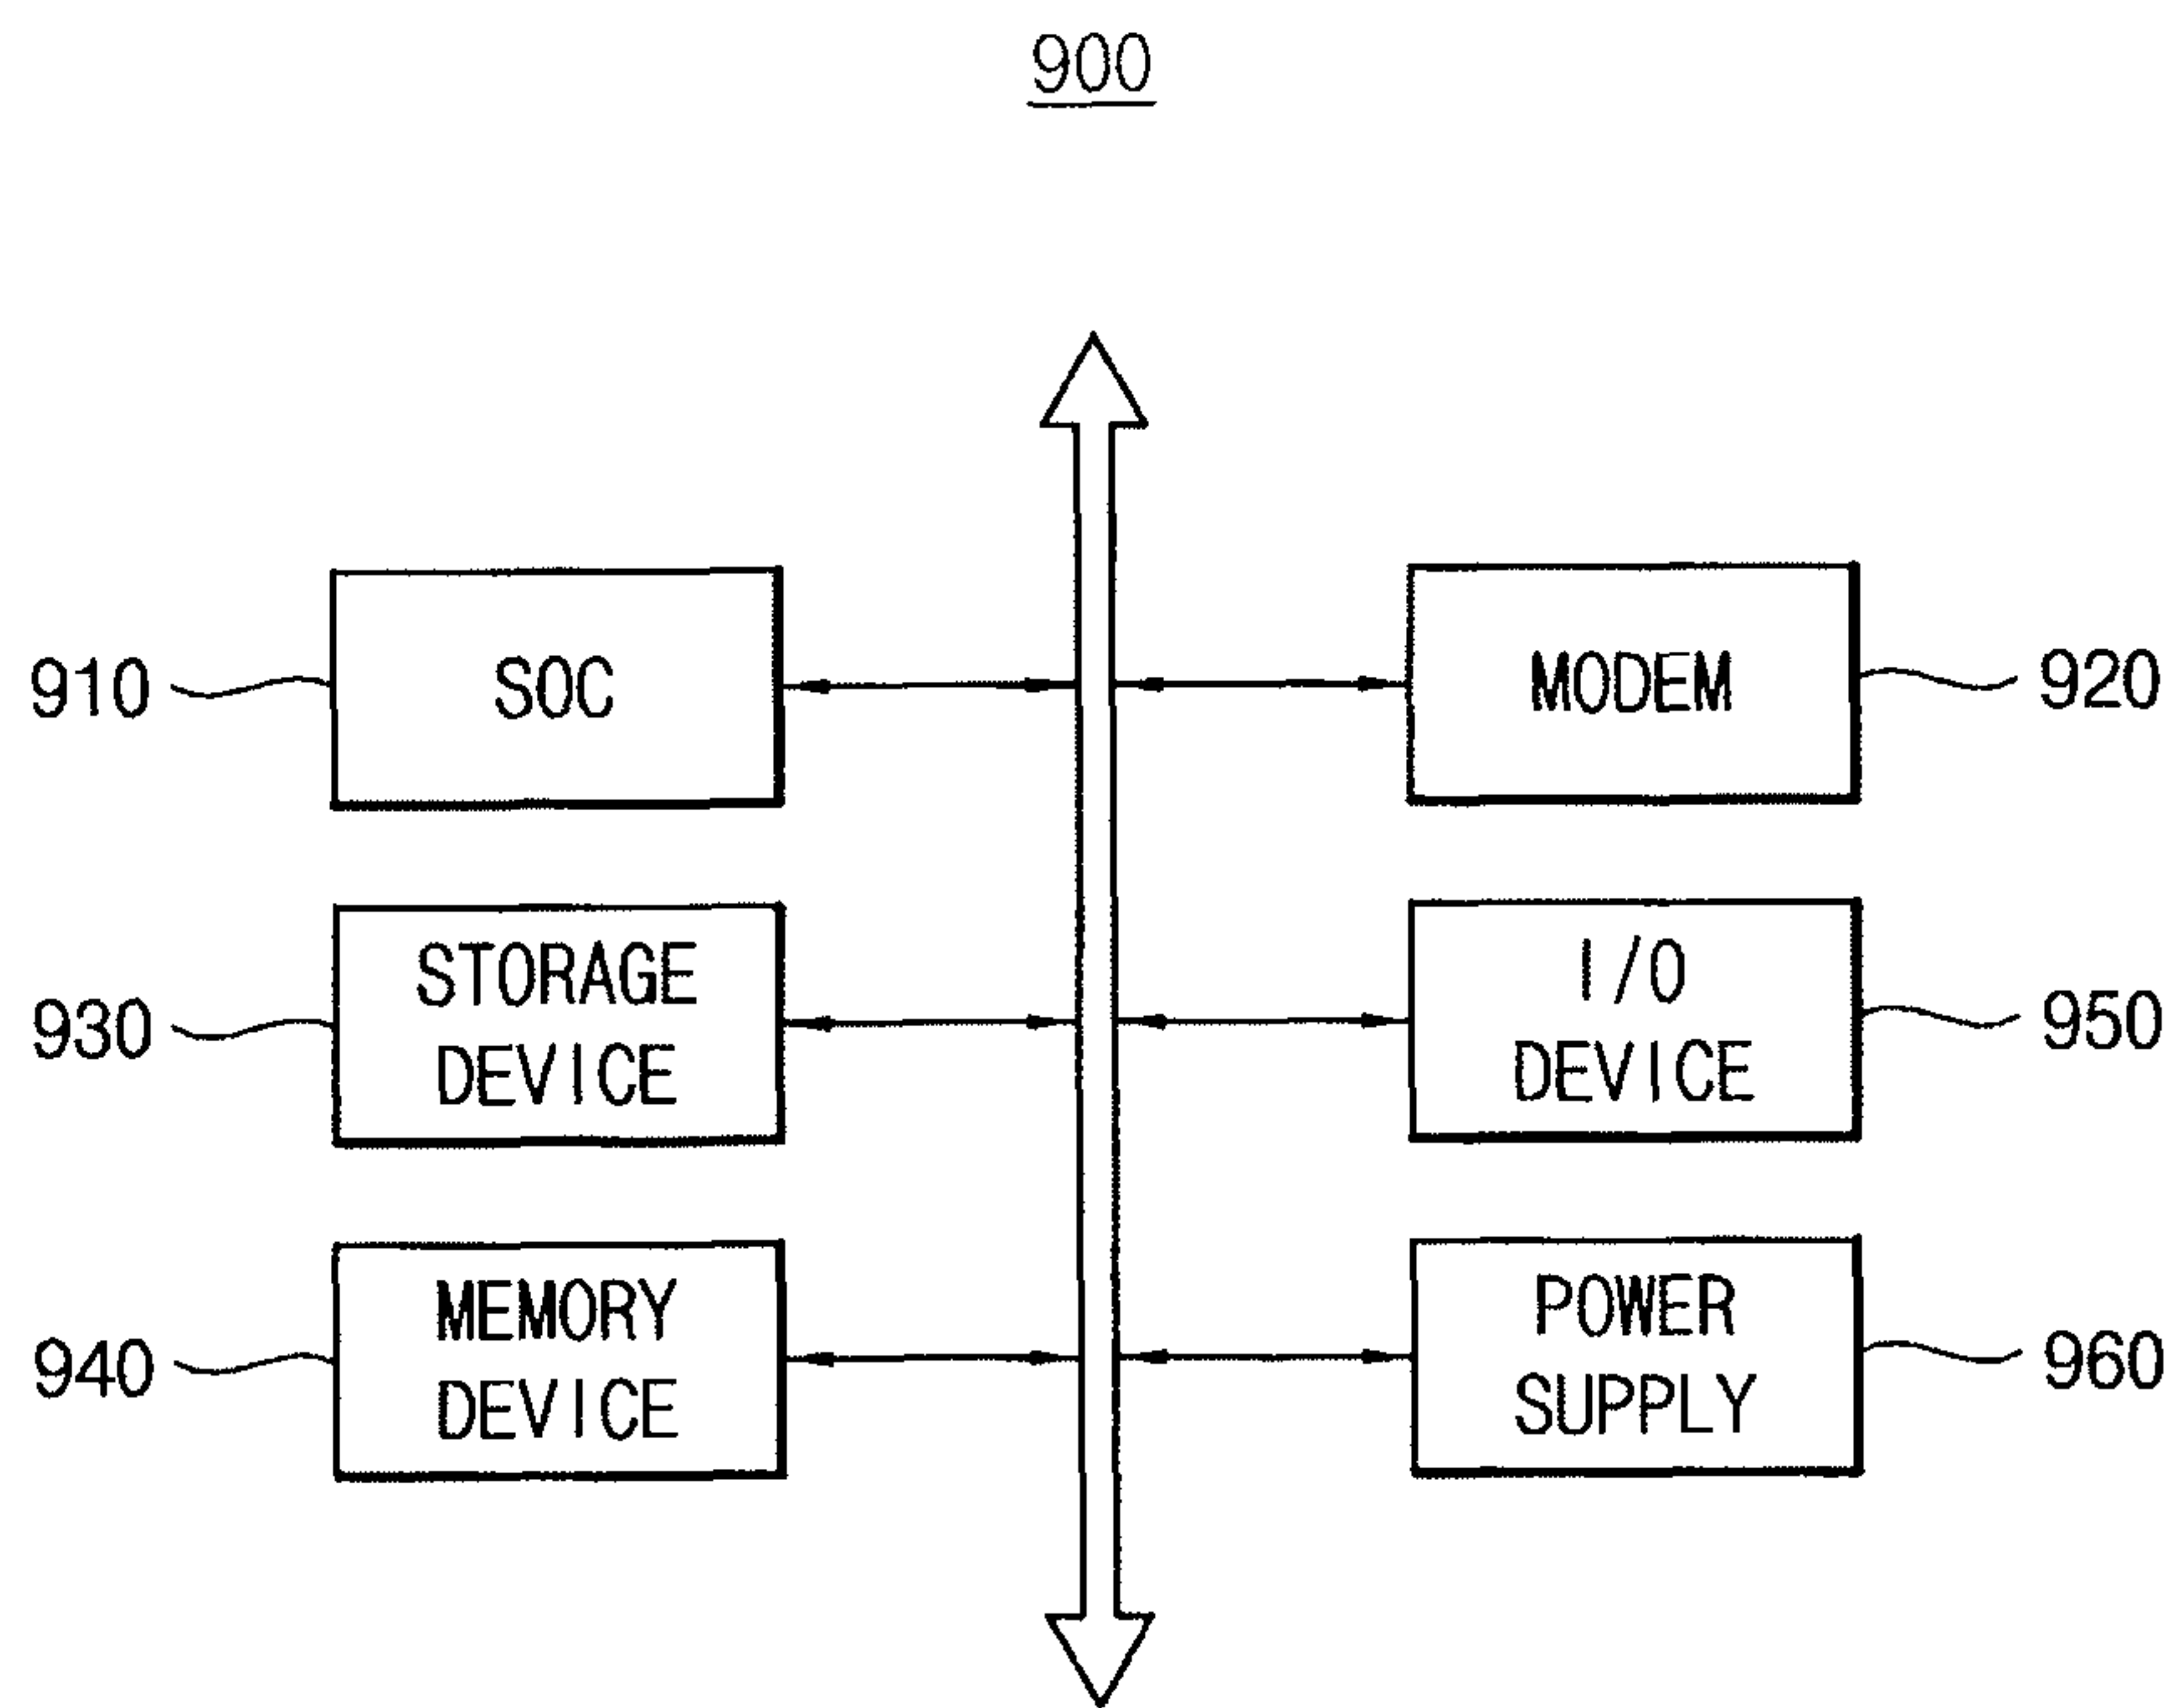 900
910
SOC
MODEM
920
930
STORAGE
DEVICE
I/O
DEVICE
950
940
MEMORY
DEVICE
POWER
SUPPLY
960